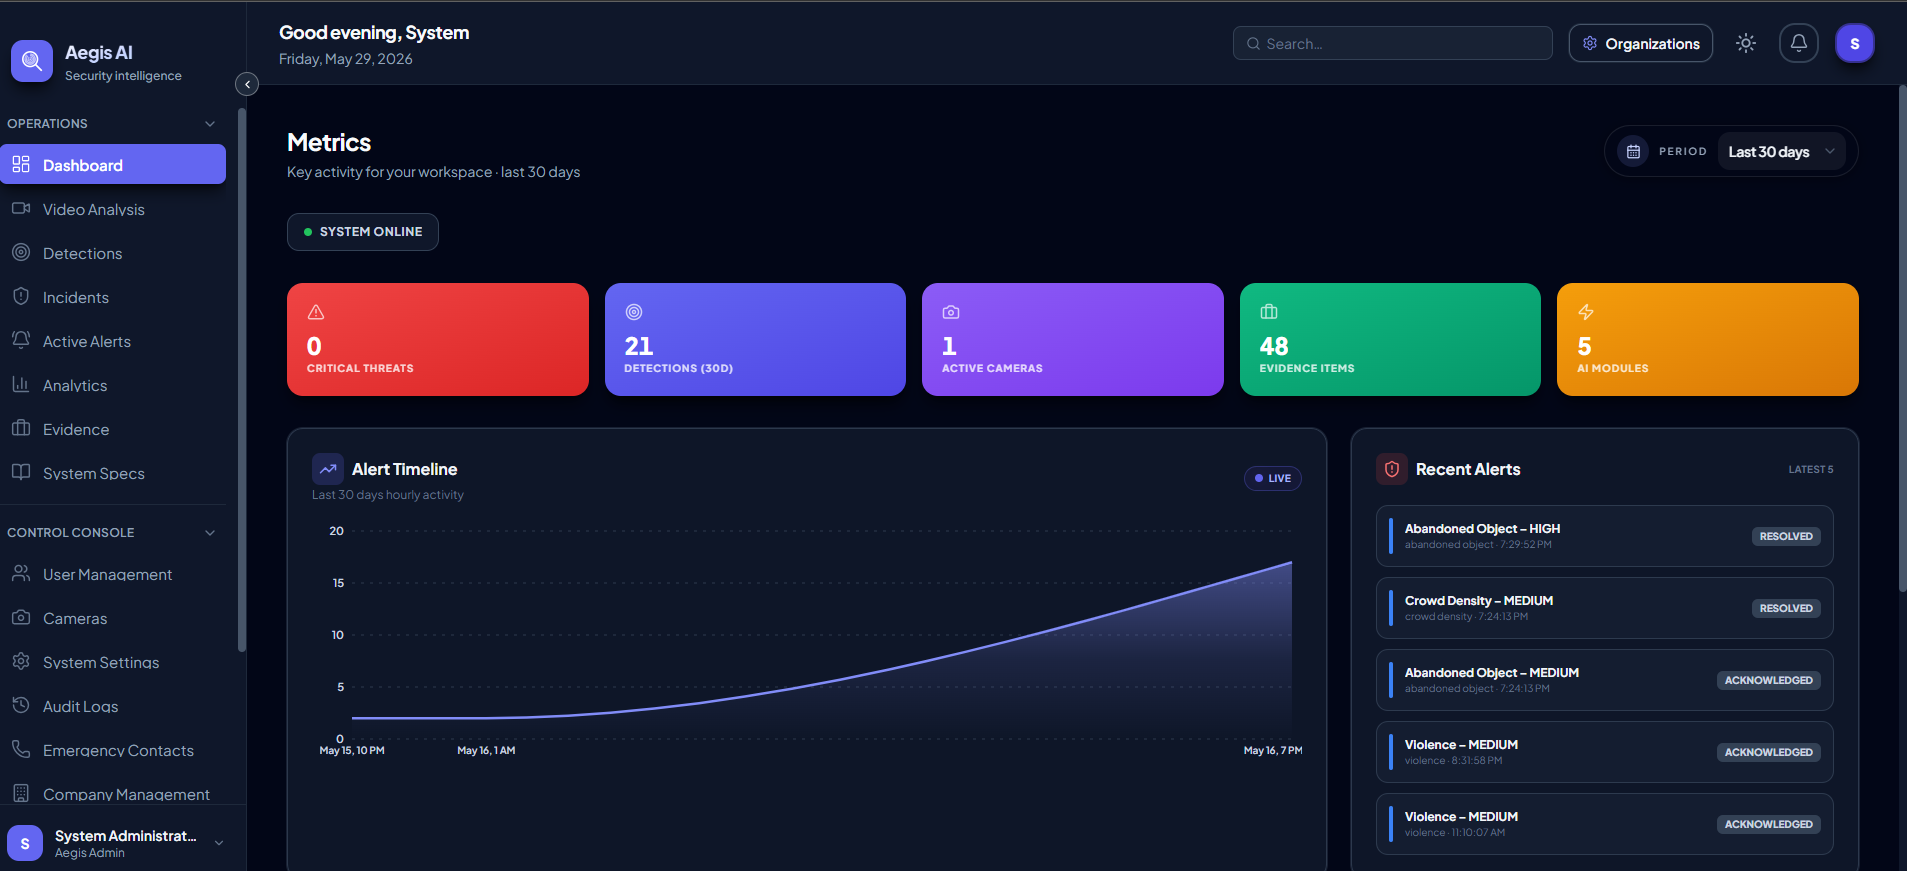 Aegis AI
Security intelligence
OPERATIONS
Dashboard
Video Analysis
Detections
Incidents
Active Alerts
Analytics
Evidence
System Specs
CONTROL CONSOLE
User Management
Cameras
System Settings
Audit Logs
Emergency Contacts
Company Management
S
System Administrat...
Aegis Admin
Good evening, System
Friday, May 29, 2026
Search...
Organizations
S
Metrics
Key activity for your workspace · last 30 days
PERIOD
Last 30 days
SYSTEM ONLINE
0
CRITICAL THREATS
21
DETECTIONS (30D)
1
ACTIVE CAMERAS
48
EVIDENCE ITEMS
5
AI MODULES
Alert Timeline
Last 30 days hourly activity
LIVE
20
15
10
5
0
May 15, 10 PM
May 16, 1 AM
May 16, 7 PM
Recent Alerts
LATEST 5
Abandoned Object – HIGH
abandoned object · 7:29:52 PM
RESOLVED
Crowd Density – MEDIUM
crowd density · 7:24:13 PM
RESOLVED
Abandoned Object – MEDIUM
abandoned object · 7:24:13 PM
ACKNOWLEDGED
Violence – MEDIUM
violence · 8:31:58 PM
ACKNOWLEDGED
Violence – MEDIUM
violence · 11:10:07 AM
ACKNOWLEDGED